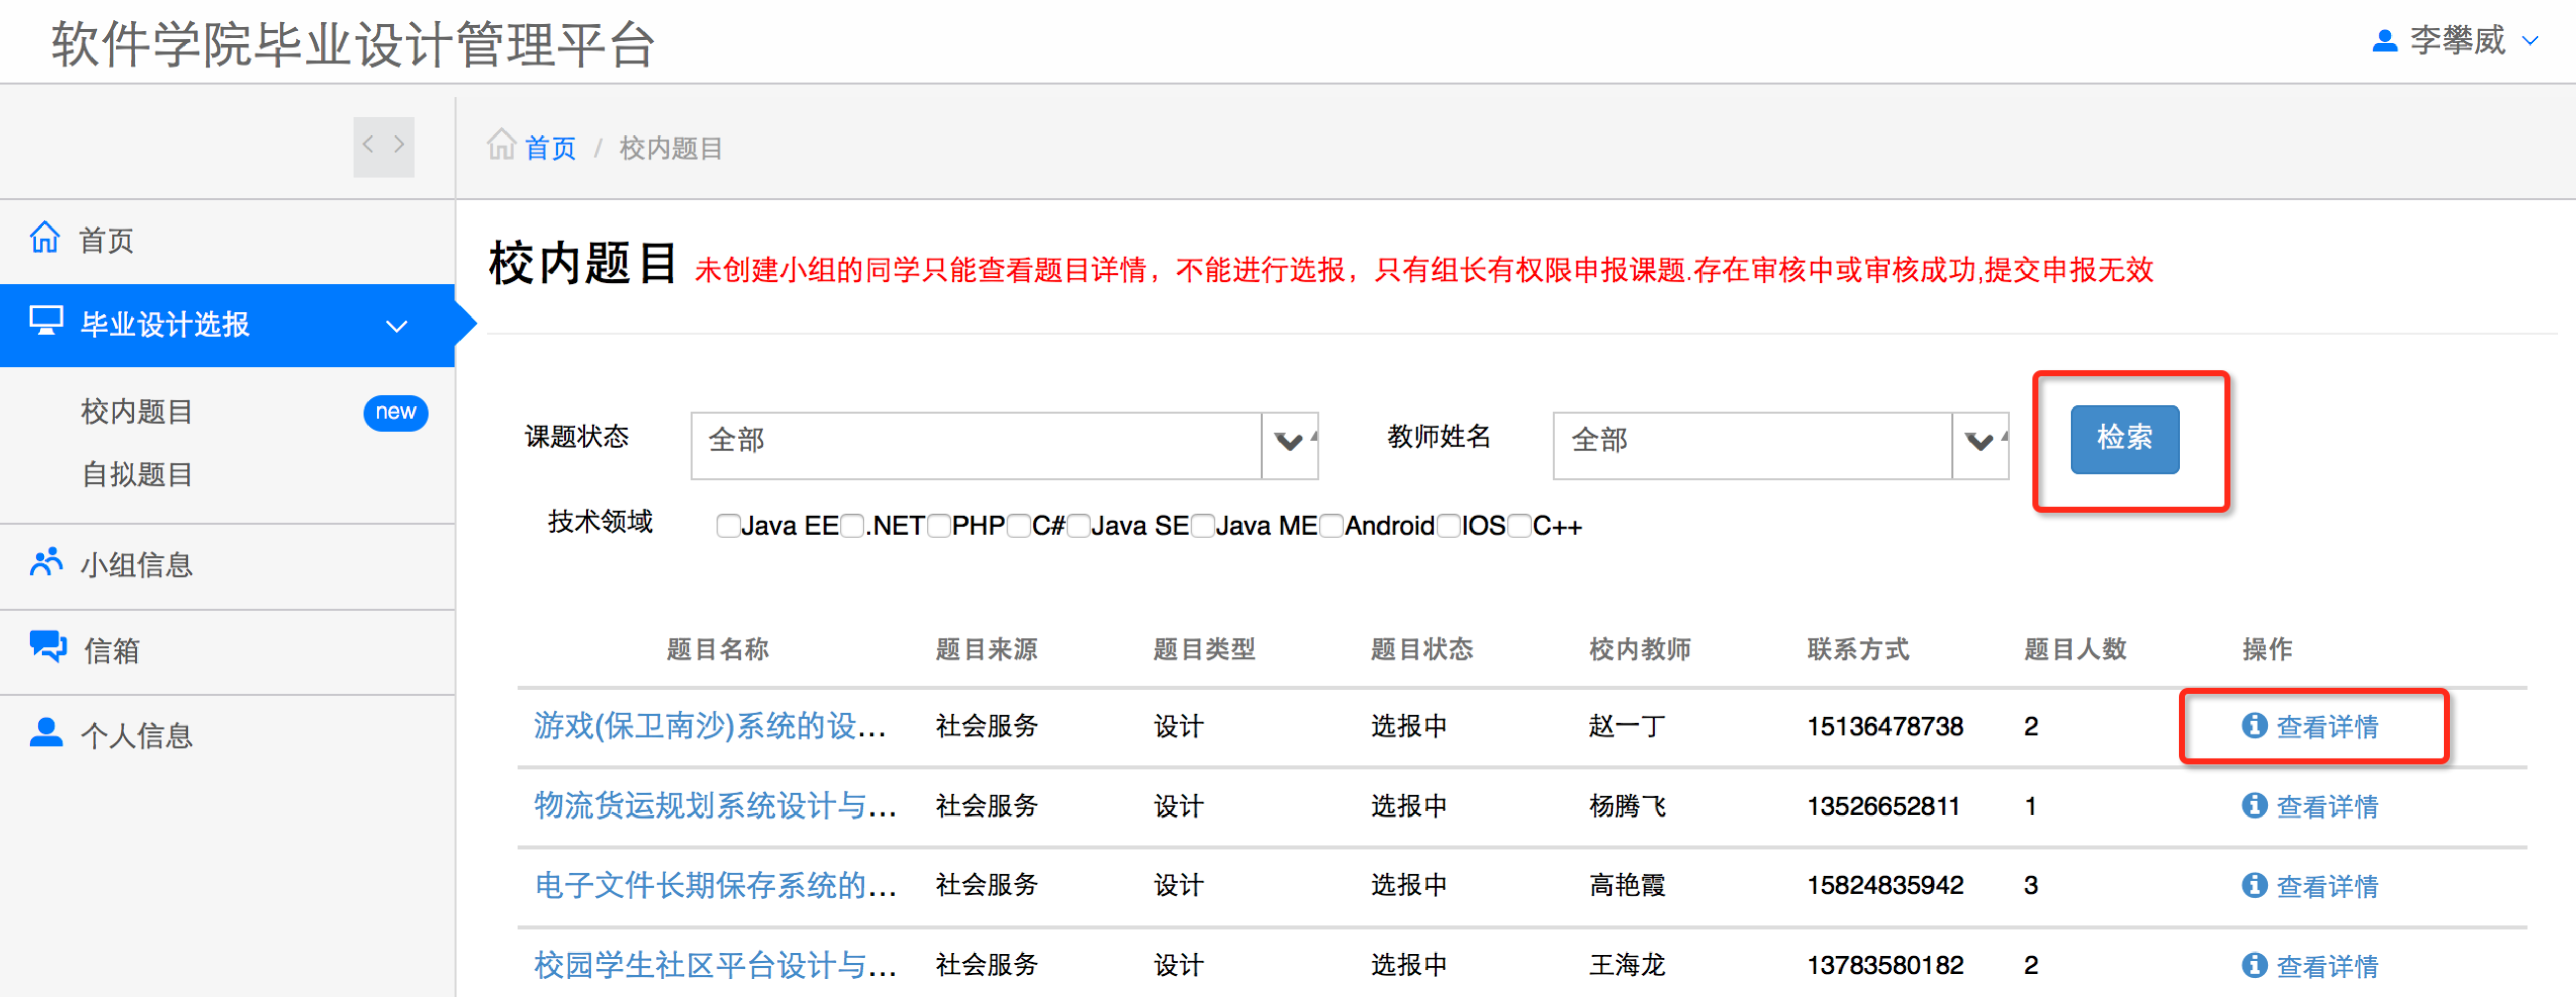 软件学院毕业设计管理平台
李攀威
首页 / 校内题目
首页
毕业设计选报
校内题目 new
自拟题目
小组信息
信箱
个人信息
校内题目 未创建小组的同学只能查看题目详情，不能进行选报，只有组长有权限申报课题.存在审核中或审核成功,提交申报无效
课题状态 全部 教师姓名 全部 检索
技术领域 Java EE .NET PHP C# Java SE Java ME Android IOS C++
题目名称 题目来源 题目类型 题目状态 校内教师 联系方式 题目人数 操作
游戏(保卫南沙)系统的设... 社会服务 设计 选报中 赵一丁 15136478738 2 查看详情
物流货运规划系统设计与... 社会服务 设计 选报中 杨腾飞 13526652811 1 查看详情
电子文件长期保存系统的... 社会服务 设计 选报中 高艳霞 15824835942 3 查看详情
校园学生社区平台设计与... 社会服务 设计 选报中 王海龙 13783580182 2 查看详情